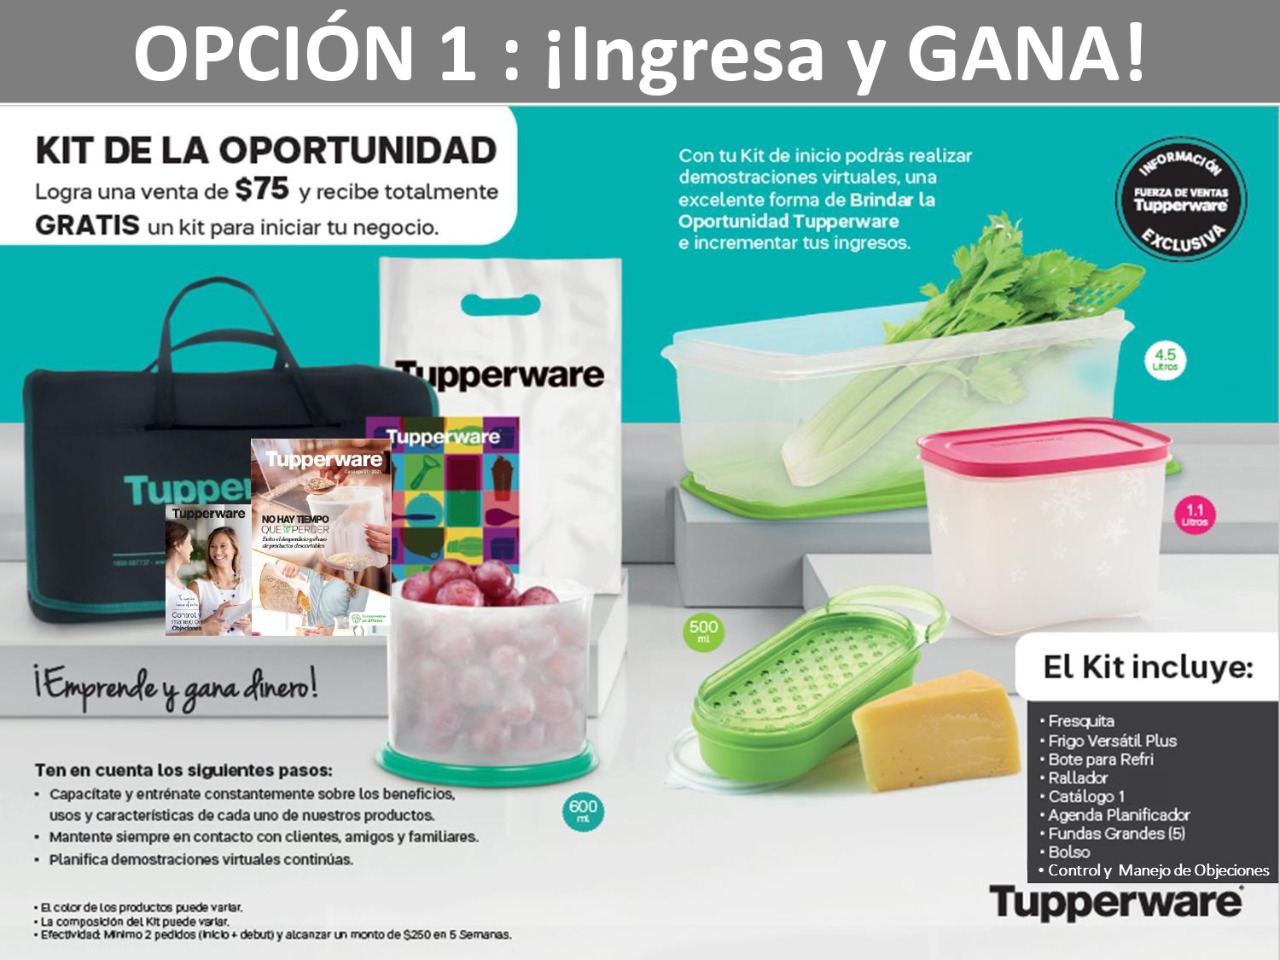 OPCIÓN 1 : ¡Ingresa y GANA!
KIT DE LA OPORTUNIDAD
Logra una venta de $75 y recibe totalmente
GRATIS un kit para iniciar tu negocio.
Con tu Kit de inicio podrás realizar
demostraciones virtuales, una
excelente forma de Brindar la
Oportunidad Tupperware
e incrementar tus ingresos.
INFORMACIÓN
FUERZA DE VENTAS
Tupperware
EXCLUSIVA
Tupperware
Tupperware
Tupper
Tupperware
Tupperware
NO HAY TIEMPO
QUE PERDER
Control y
manejo de
Objeciones
4.5
Litros
1.1
Litros
500
ml
600
ml
¡Emprende y gana dinero!
Ten en cuenta los siguientes pasos:
• Capacítate y entrénate constantemente sobre los beneficios,
usos y características de cada uno de nuestros productos.
• Mantente siempre en contacto con clientes, amigos y familiares.
• Planifica demostraciones virtuales continúas.
• El color de los productos puede variar.
• La composición del Kit puede variar.
• Efectividad: Mínimo 2 pedidos (inicio + debut) y alcanzar un monto de $250 en 5 Semanas.
El Kit incluye:
• Fresquita
• Frigo Versátil Plus
• Bote para Refri
• Rallador
• Catálogo 1
• Agenda Planificador
• Fundas Grandes (5)
• Bolso
• Control y Manejo de Objeciones
Tupperware